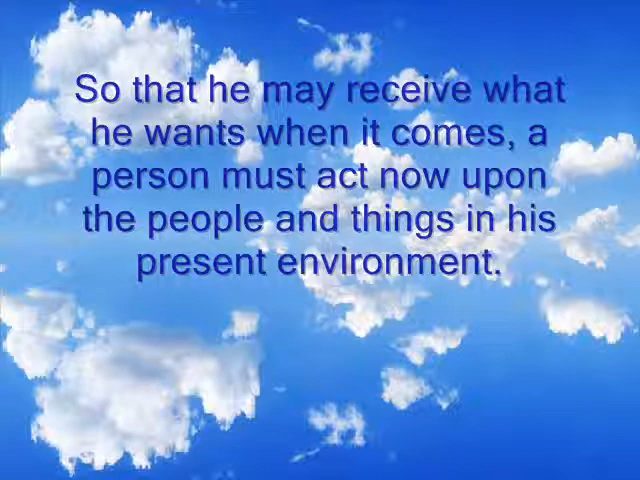 So that he may receive what
he wants when it comes, a
person must act now upon
the people and things in his
present environment.